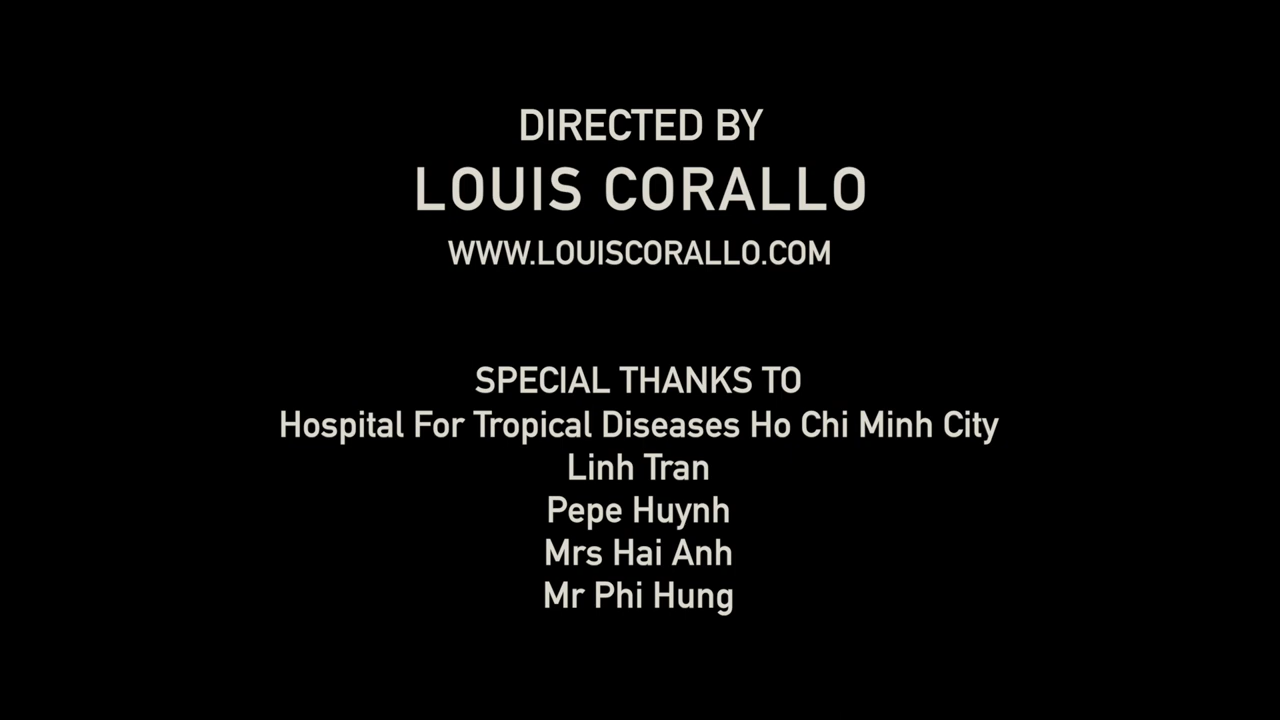 DIRECTED BY
LOUIS CORALLO
WWW.LOUISCORALLO.COM
SPECIAL THANKS TO
Hospital For Tropical Diseases Ho Chi Minh City
Linh Tran
Pepe Huynh
Mrs Hai Anh
Mr Phi Hung